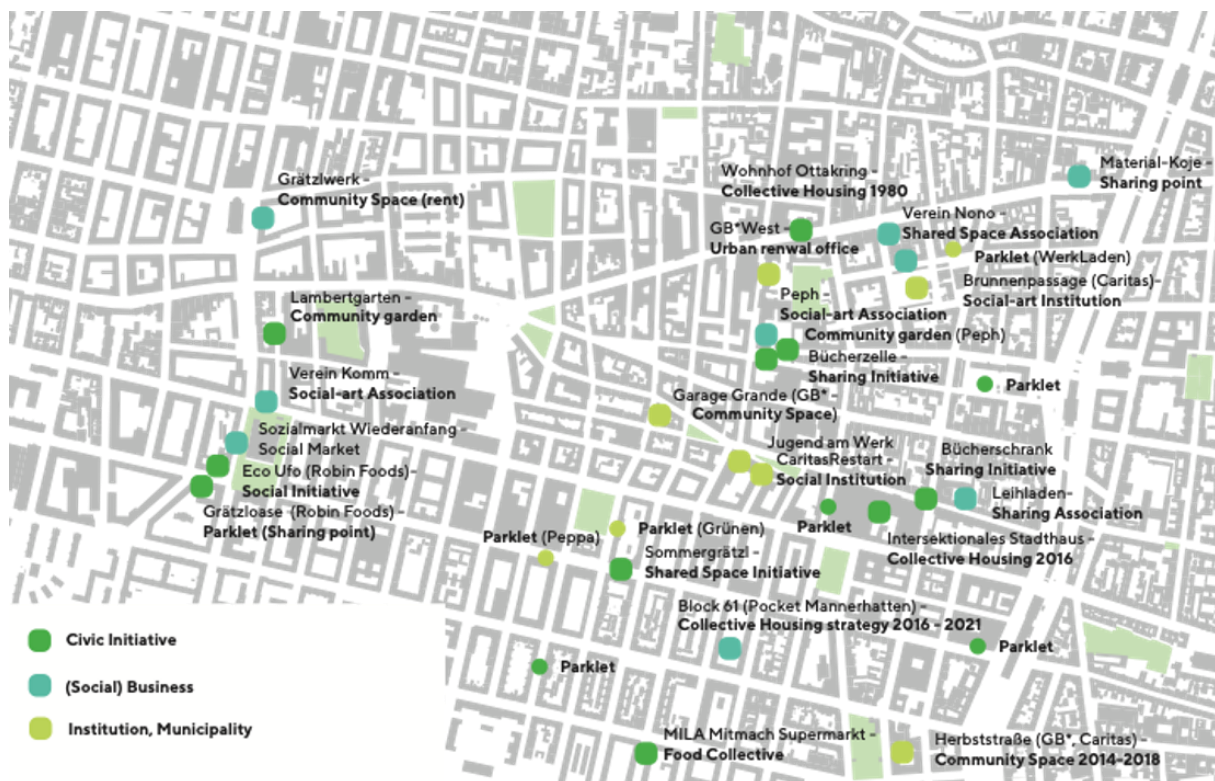 Material-Koje -
Sharing point
Wohnhof Ottakring -
Collective Housing 1980
Grätzlwerk -
Community Space (rent)
Verein Nono -
Shared Space Association
GB*West -
Urban renwal office
Parklet (WerkLaden)
Brunnenpassage (Caritas)-
Social-art Institution
Lambertgarten -
Community garden
Peph -
Social-art Association
Community garden (Peph)
Bücherzelle -
Sharing Initiative
Verein Komm -
Social-art Association
Parklet
Garage Grande (GB* -
Community Space)
Sozialmarkt Wiederanfang -
Social Market
Jugend am Werk
CaritasRestart -
Social Institution
Bücherschrank
Sharing Initiative
Eco Ufo (Robin Foods)-
Social Initiative
Leihladen-
Sharing Association
Grätzloase (Robin Foods) -
Parklet (Sharing point)
Parklet
Parklet (Grünen)
Parklet (Peppa)
Intersektionales Stadthaus -
Collective Housing 2016
Sommergrätzl -
Shared Space Initiative
Block 61 (Pocket Mannerhatten) -
Collective Housing strategy 2016 - 2021
Civic Initiative
Parklet
Parklet
(Social) Business
Institution, Municipality
MILA Mitmach Supermarkt -
Food Collective
Herbststraße (GB*, Caritas) -
Community Space 2014-2018